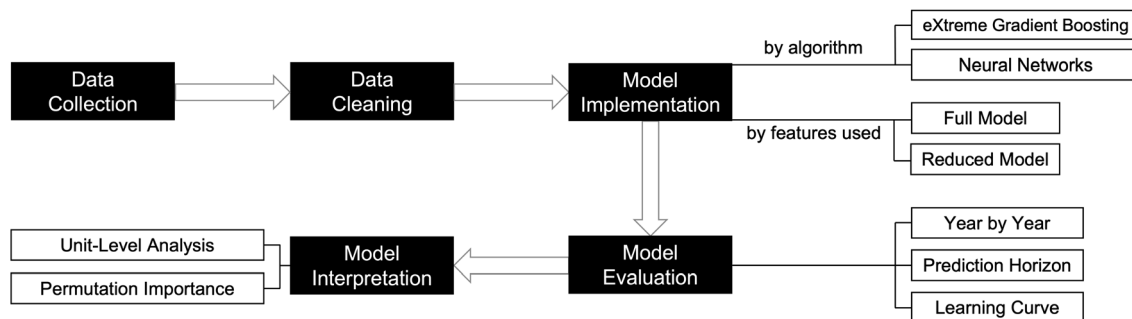 Data
Collection
Data
Cleaning
Model
Implementation
by algorithm
eXtreme Gradient Boosting
Neural Networks
by features used
Full Model
Reduced Model
Unit-Level Analysis
Permutation Importance
Model
Interpretation
Model
Evaluation
Year by Year
Prediction Horizon
Learning Curve